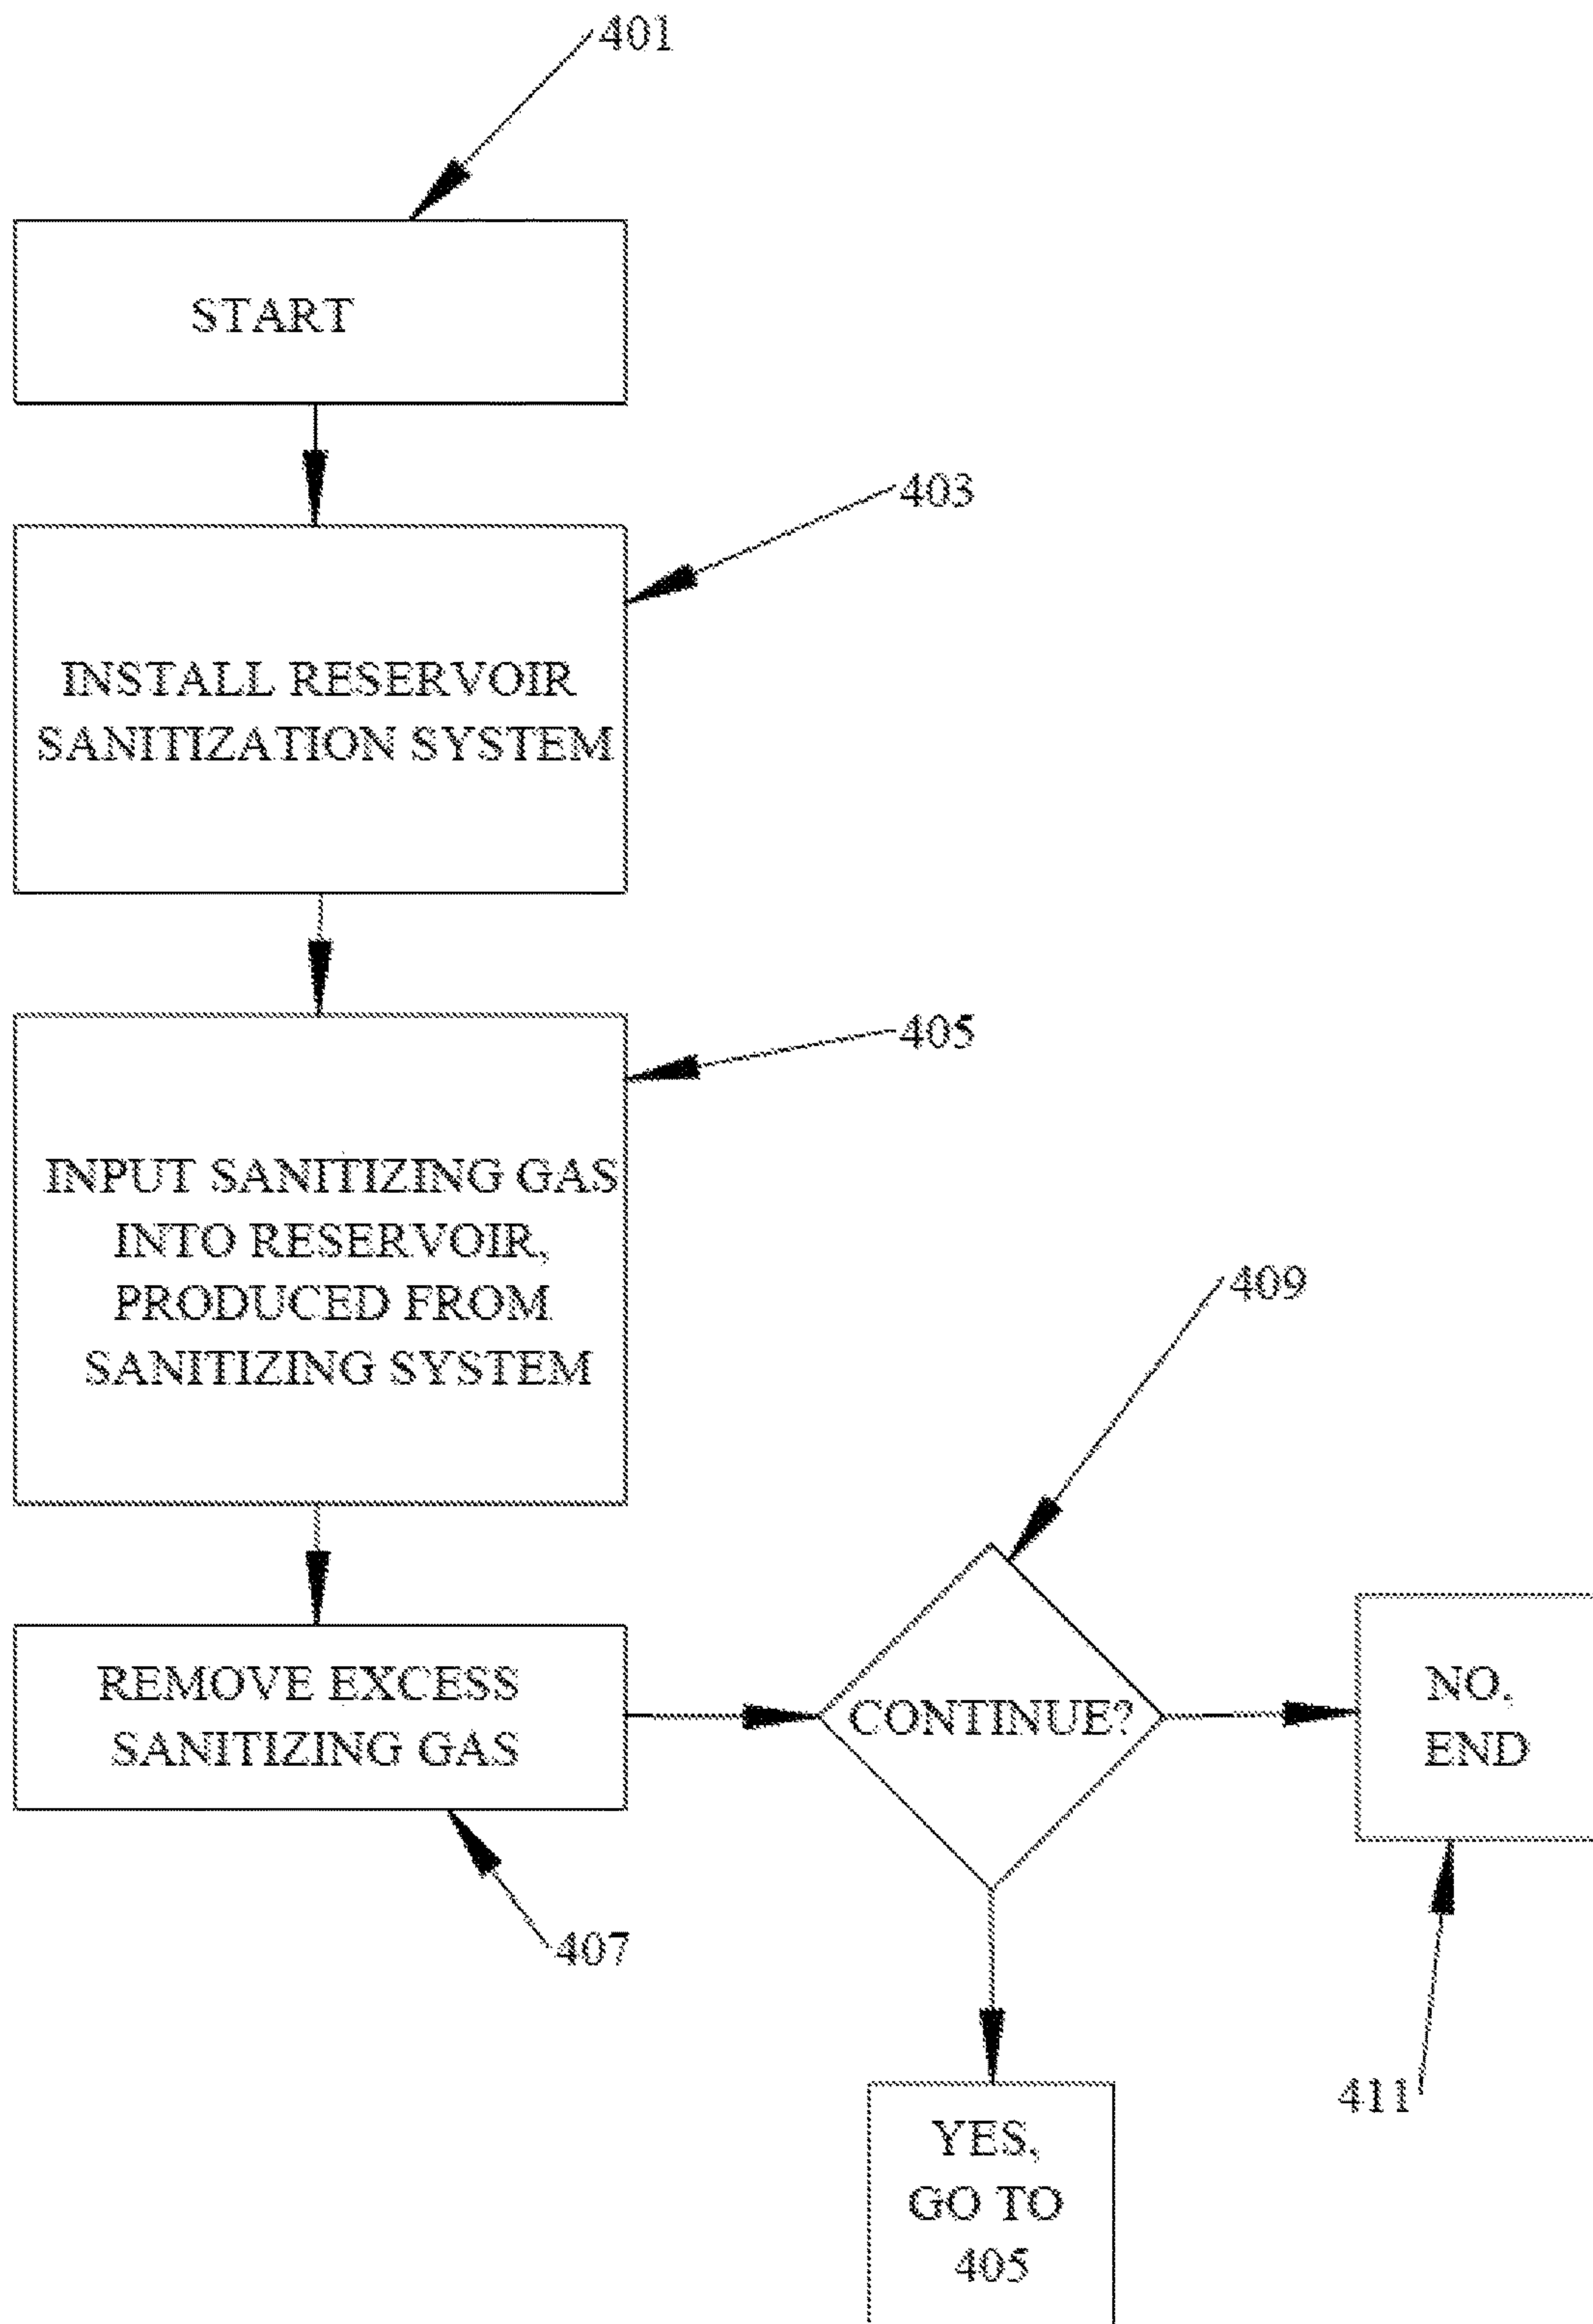 401
START
403
INSTALL RESERVOIR
SANITIZATION SYSTEM
405
INPUT SANITIZING GAS
INTO RESERVOIR,
PRODUCED FROM
SANITIZING SYSTEM
409
REMOVE EXCESS
SANITIZING GAS
CONTINUE?
NO,
END
407
411
YES,
GO TO
405